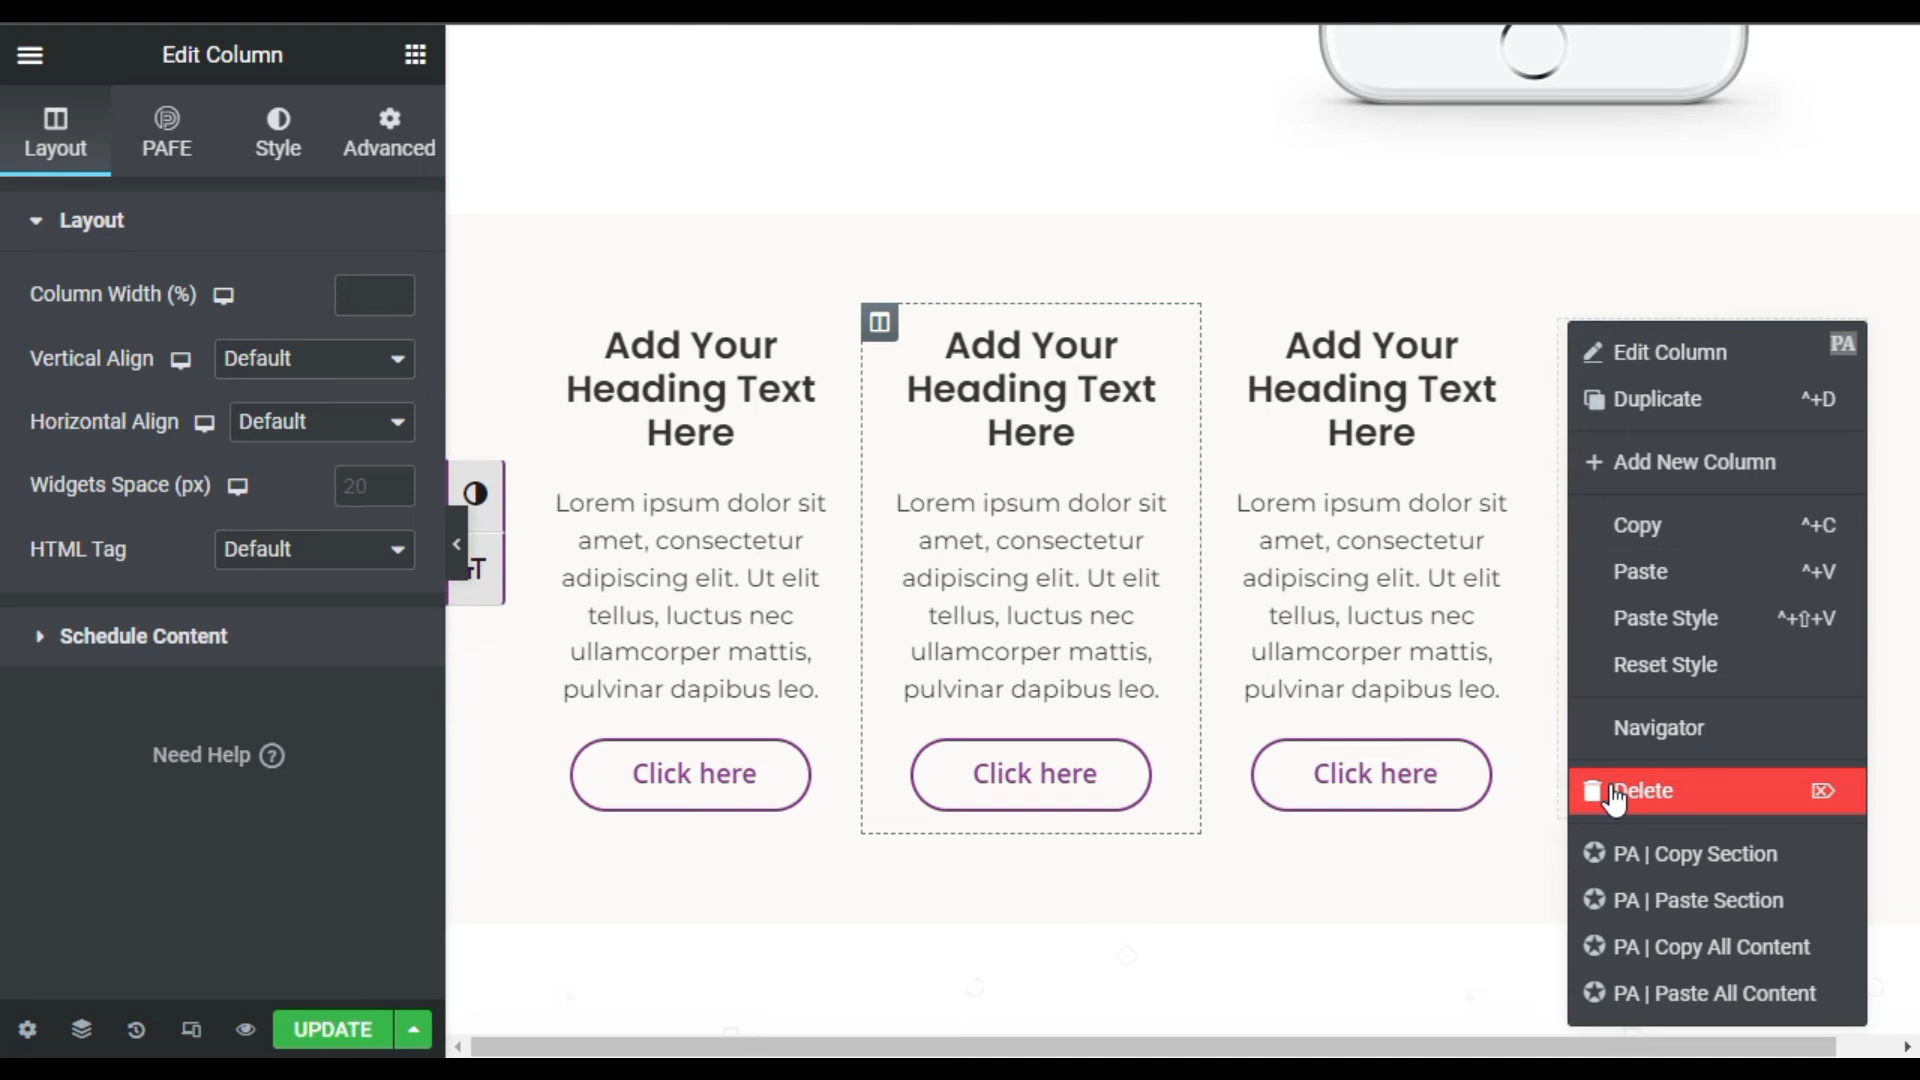 Edit Column
Layout
PAFE
Style
Advanced
Layout
Column Width (%)
Vertical Align
Default
Horizontal Align
Default
Widgets Space (px)
20
HTML Tag
Default
Schedule Content
Need Help ?
UPDATE
Add Your
Heading Text
Here
Lorem ipsum dolor sit
amet, consectetur
adipiscing elit. Ut elit
tellus, luctus nec
ullamcorper mattis,
pulvinar dapibus leo.
Click here
Add Your
Heading Text
Here
Lorem ipsum dolor sit
amet, consectetur
adipiscing elit. Ut elit
tellus, luctus nec
ullamcorper mattis,
pulvinar dapibus leo.
Click here
Add Your
Heading Text
Here
Lorem ipsum dolor sit
amet, consectetur
adipiscing elit. Ut elit
tellus, luctus nec
ullamcorper mattis,
pulvinar dapibus leo.
Click here
Edit Column PA
Duplicate ^+D
+ Add New Column
Copy ^+C
Paste ^+V
Paste Style ^+⇧+V
Reset Style
Navigator
Delete
PA | Copy Section
PA | Paste Section
PA | Copy All Content
PA | Paste All Content